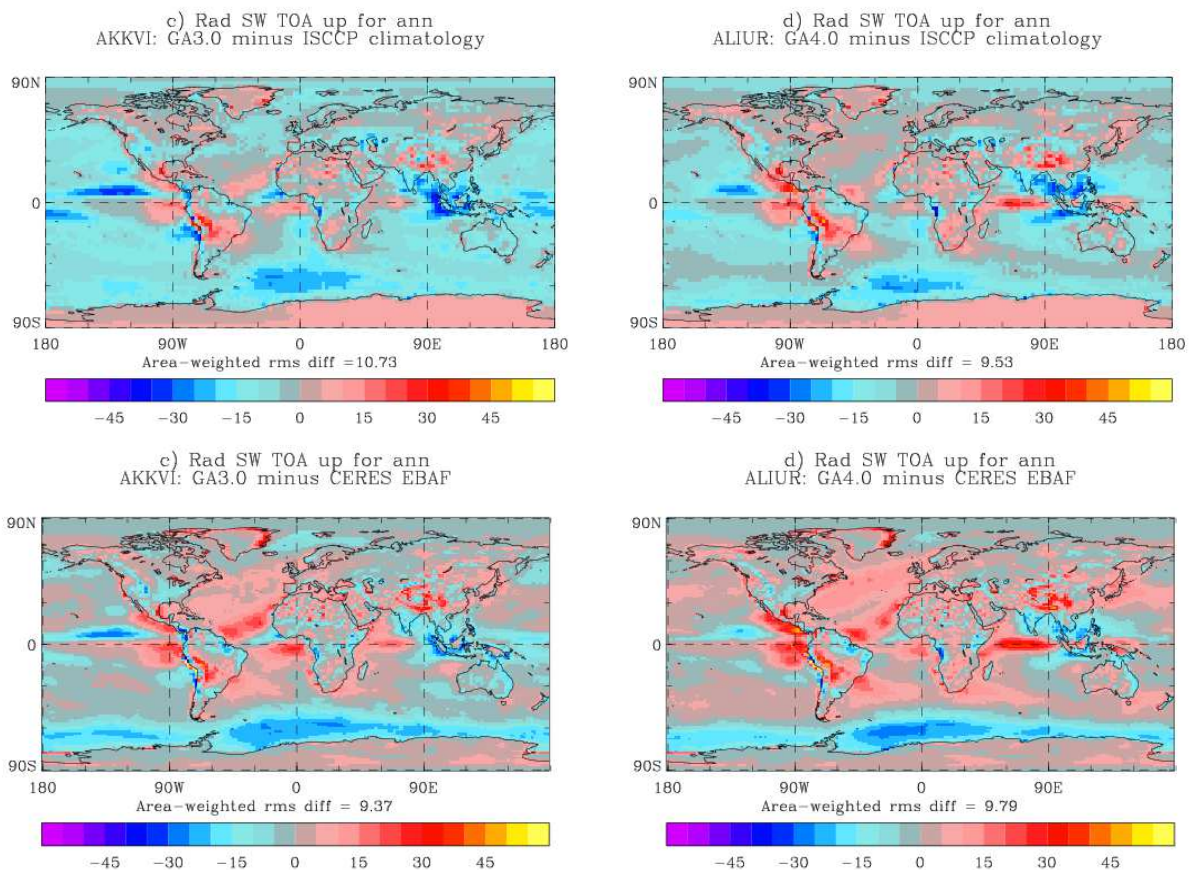 c) Rad SW TOA up for ann
AKKVI: GA3.0 minus ISCCP climatology
90N
0
90S
180 90W 0 90E 180
Area-weighted rms diff =10.73
-45 -30 -15 0 15 30 45
d) Rad SW TOA up for ann
ALIUR: GA4.0 minus ISCCP climatology
90N
0
90S
180 90W 0 90E 180
Area-weighted rms diff = 9.53
-45 -30 -15 0 15 30 45
c) Rad SW TOA up for ann
AKKVI: GA3.0 minus CERES EBAF
90N
0
90S
180 90W 0 90E
Area-weighted rms diff = 9.37
-45 -30 -15 0 15 30 45
d) Rad SW TOA up for ann
ALIUR: GA4.0 minus CERES EBAF
90N
0
90S
180 90W 0 90E
Area-weighted rms diff = 9.79
-45 -30 -15 0 15 30 45